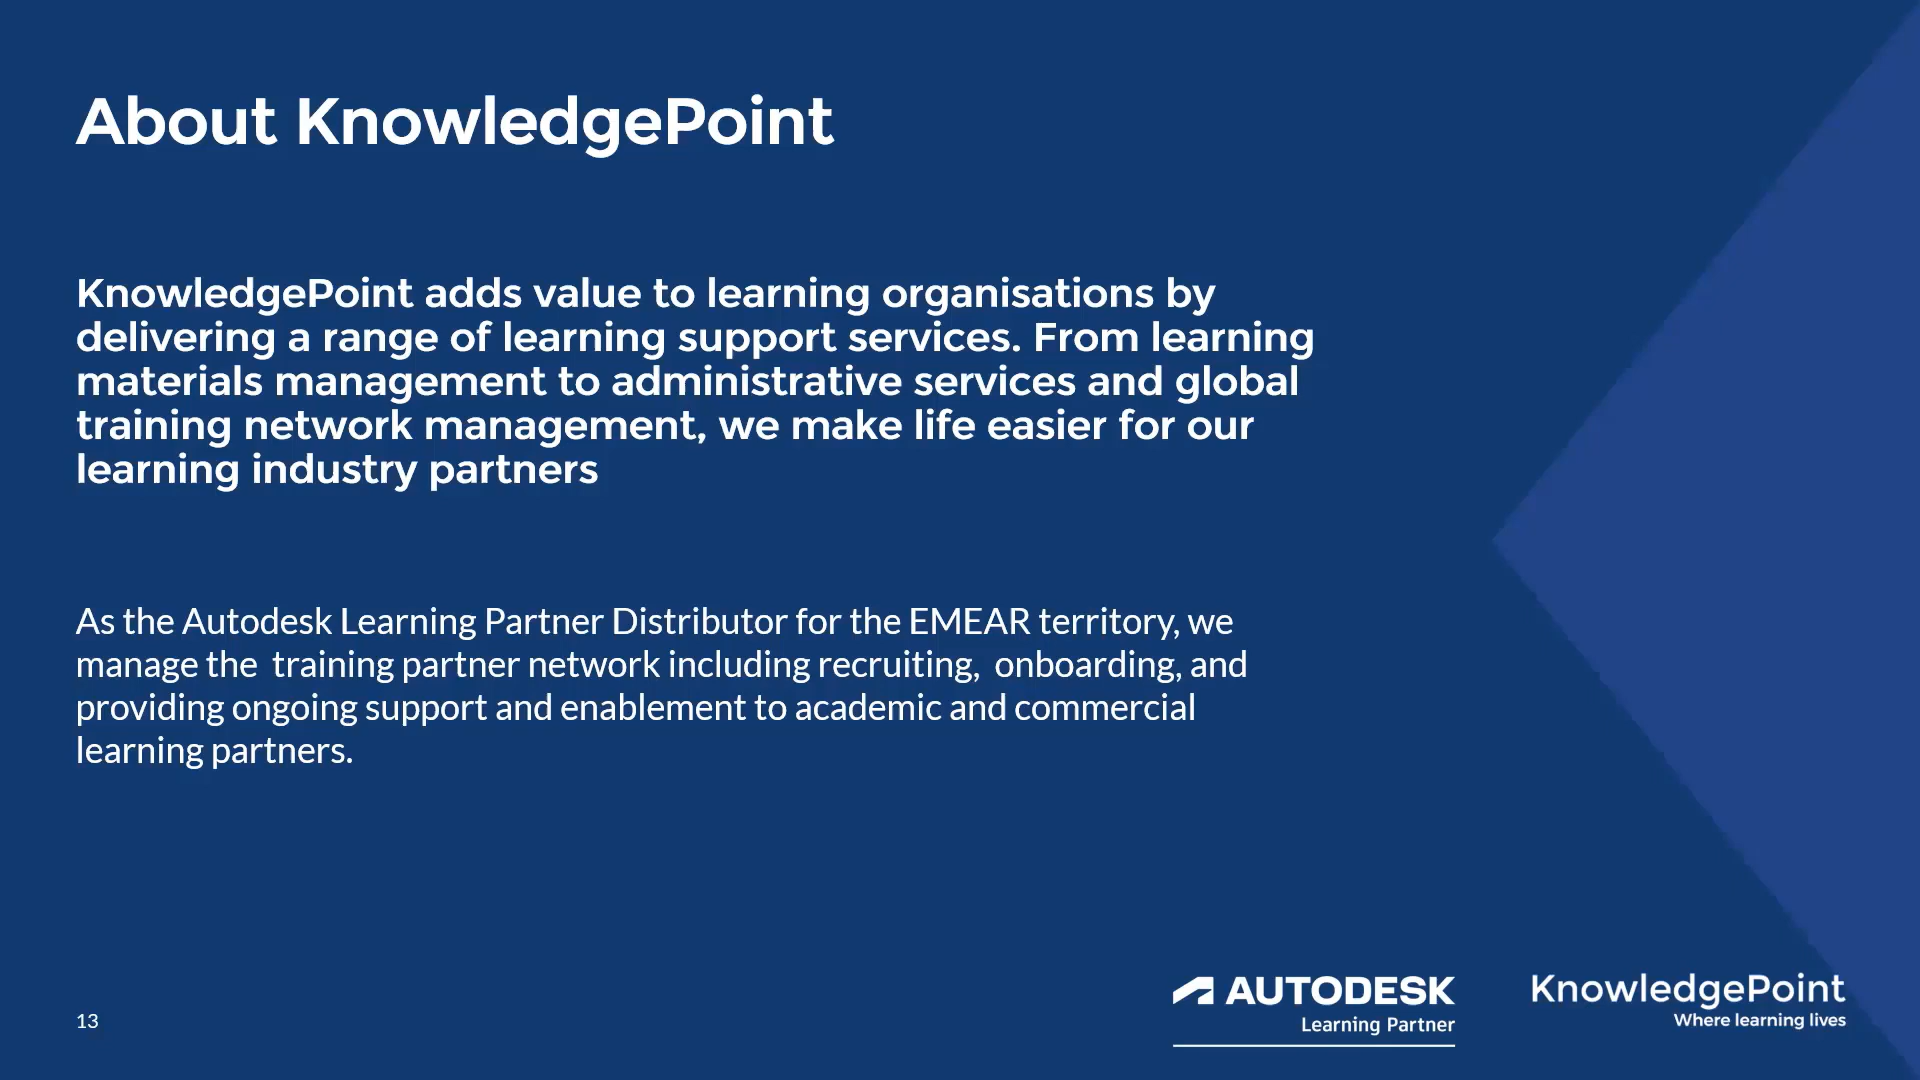 About KnowledgePoint
KnowledgePoint adds value to learning organisations by
delivering a range of learning support services. From learning
materials management to administrative services and global
training network management, we make life easier for our
learning industry partners
As the Autodesk Learning Partner Distributor for the EMEAR territory, we
manage the  training partner network including recruiting,  onboarding, and
providing ongoing support and enablement to academic and commercial
learning partners.
13
AUTODESK
Learning Partner
KnowledgePoint
Where learning lives